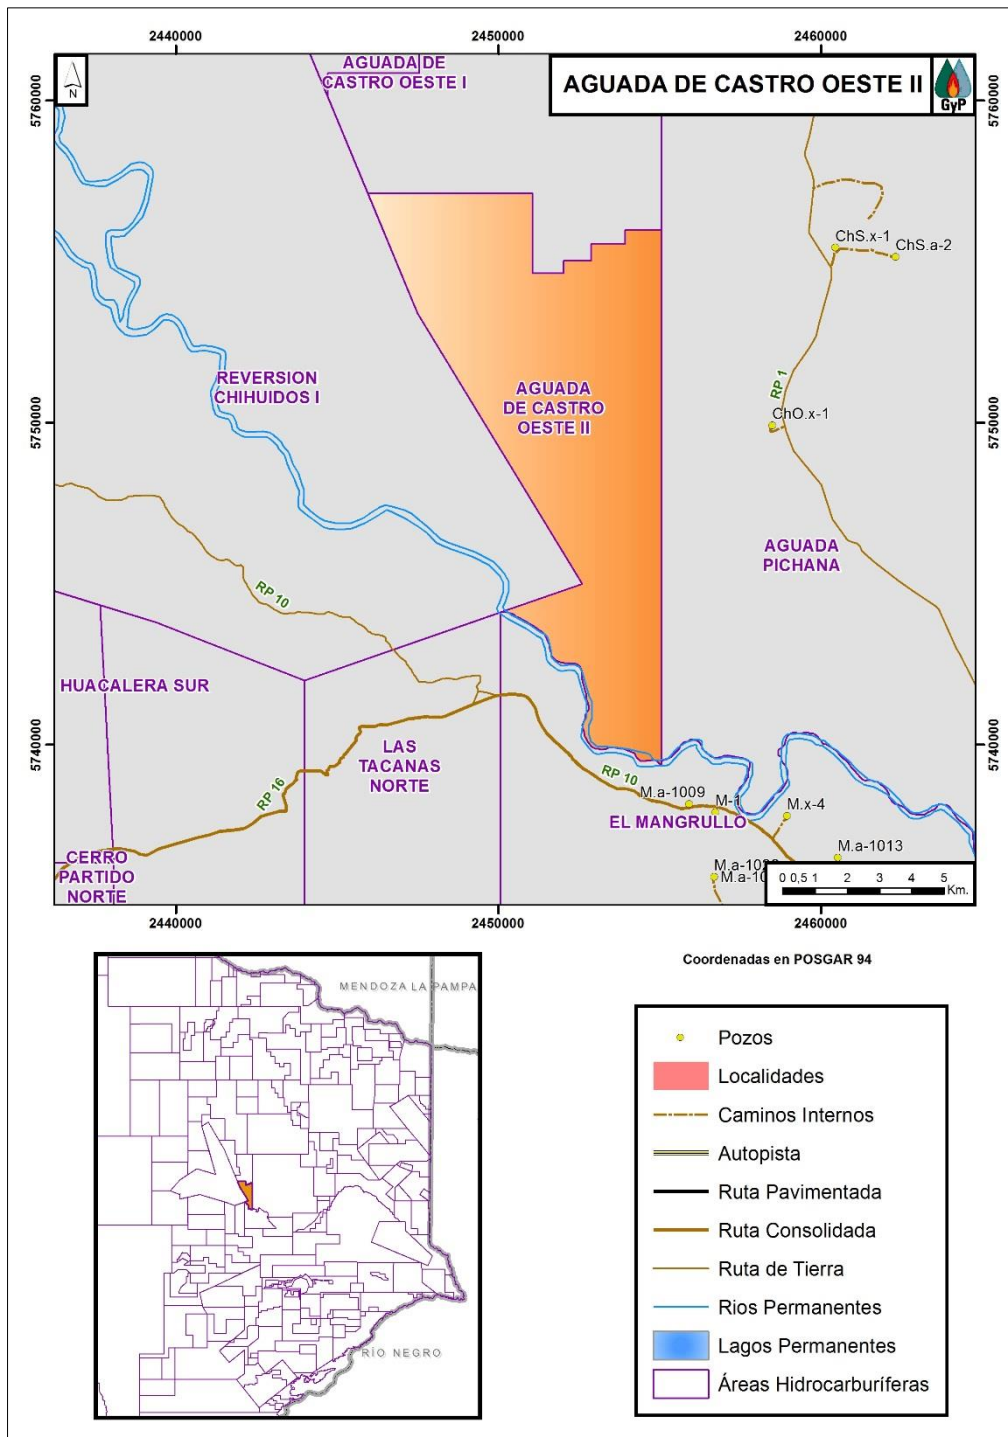 2440000
2450000
2460000
5760000
5760000
N
AGUADA DE
CASTRO OESTE I
AGUADA DE CASTRO OESTE II
GyP
ChS.x-1
ChS.a-2
REVERSION
CHIHUIDOS I
AGUADA
DE CASTRO
OESTE II
RP 1
ChO.x-1
5750000
5750000
AGUADA
PICHANA
RP 10
HUACALERA SUR
LAS
TACANAS
NORTE
5740000
5740000
RP 16
RP 10
M.a-1009
M-1
M.x-4
EL MANGRULLO
M.a-1013
CERRO
PARTIDO
NORTE
0 0,5 1 2 3 4 5
Km.
2440000
2450000
2460000
Coordenadas en POSGAR 94
MENDOZA
LA PAMPA
RÍO NEGRO
Pozos
Localidades
Caminos Internos
Autopista
Ruta Pavimentada
Ruta Consolidada
Ruta de Tierra
Rios Permanentes
Lagos Permanentes
Áreas Hidrocarburíferas